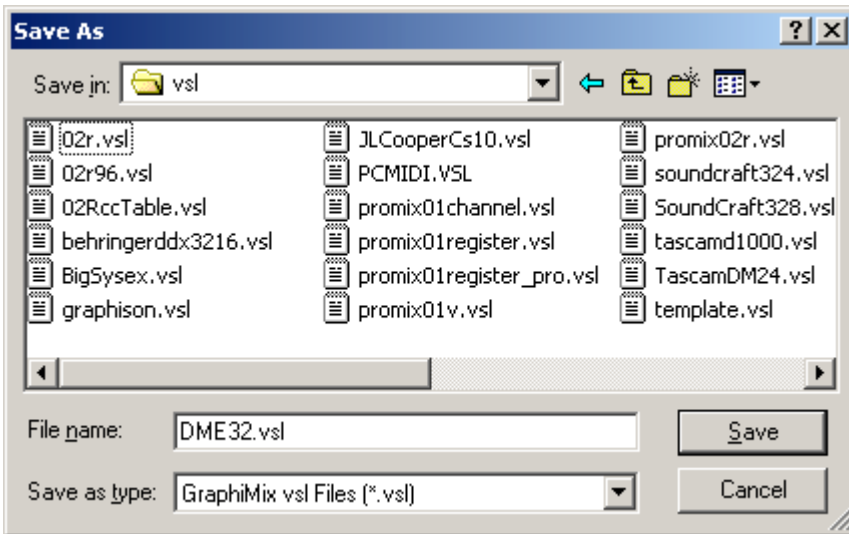 Save As
Save in: vsl
02r.vsl JLCooperCs10.vsl promix02r.vsl
02r96.vsl PCMIDI.VSL soundcraft324.vsl
02RccTable.vsl promix01channel.vsl SoundCraft328.vsl
behringerddx3216.vsl promix01register.vsl tascamd1000.vsl
BigSysex.vsl promix01register_pro.vsl TascamDM24.vsl
graphison.vsl promix01v.vsl template.vsl
File name: DME32.vsl Save
Save as type: GraphiMix vsl Files (*.vsl) Cancel